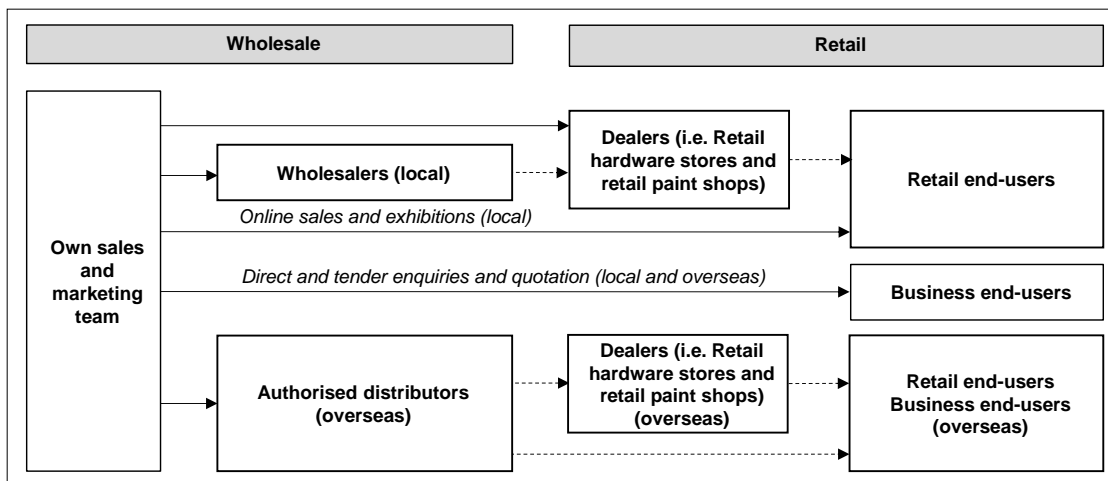 Wholesale
Retail
Own sales
and
marketing
team
Wholesalers (local)
Dealers (i.e. Retail
hardware stores and
retail paint shops)
Retail end-users
Online sales and exhibitions (local)
Direct and tender enquiries and quotation (local and overseas)
Business end-users
Authorised distributors
(overseas)
Dealers (i.e. Retail
hardware stores and
retail paint shops)
(overseas)
Retail end-users
Business end-users
(overseas)